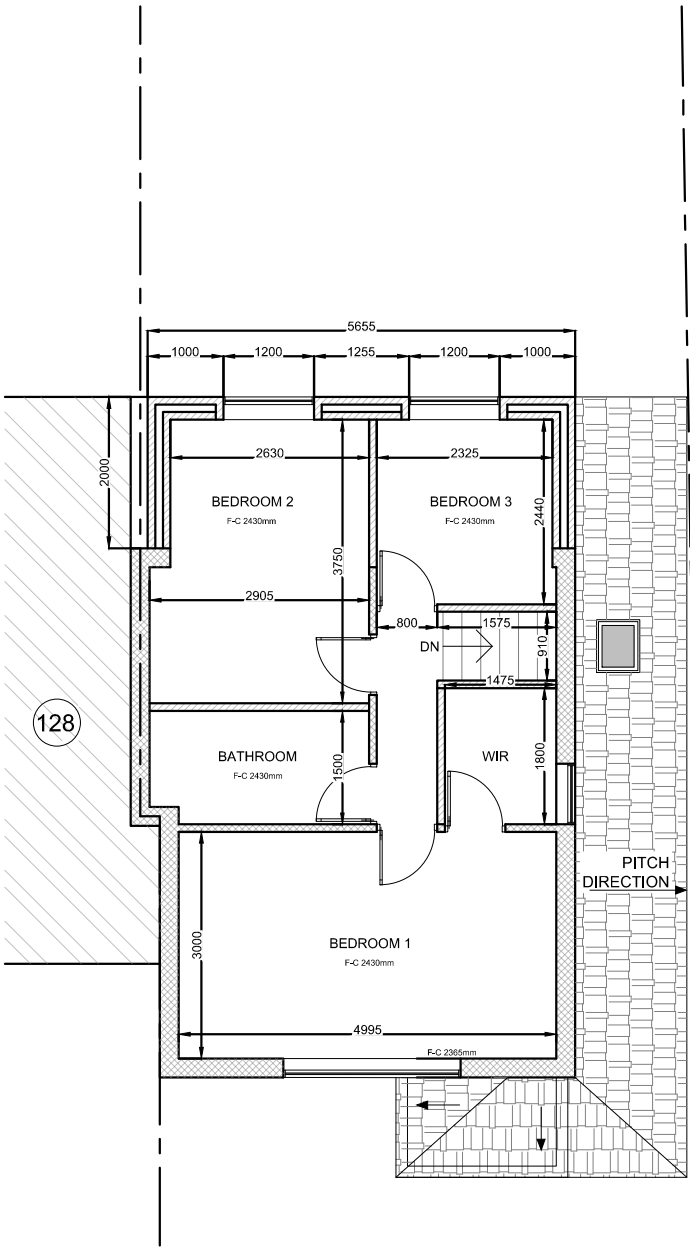 5655
1000
1200
1255
1200
1000
2000
2630
2325
BEDROOM 2
F-C 2430mm
BEDROOM 3
F-C 2430mm
2440
3750
2905
800
1575
DN
910
1475
128
BATHROOM
F-C 2430mm
1500
WIR
1800
PITCH
DIRECTION
3000
BEDROOM 1
F-C 2430mm
4995
F-C 2365mm